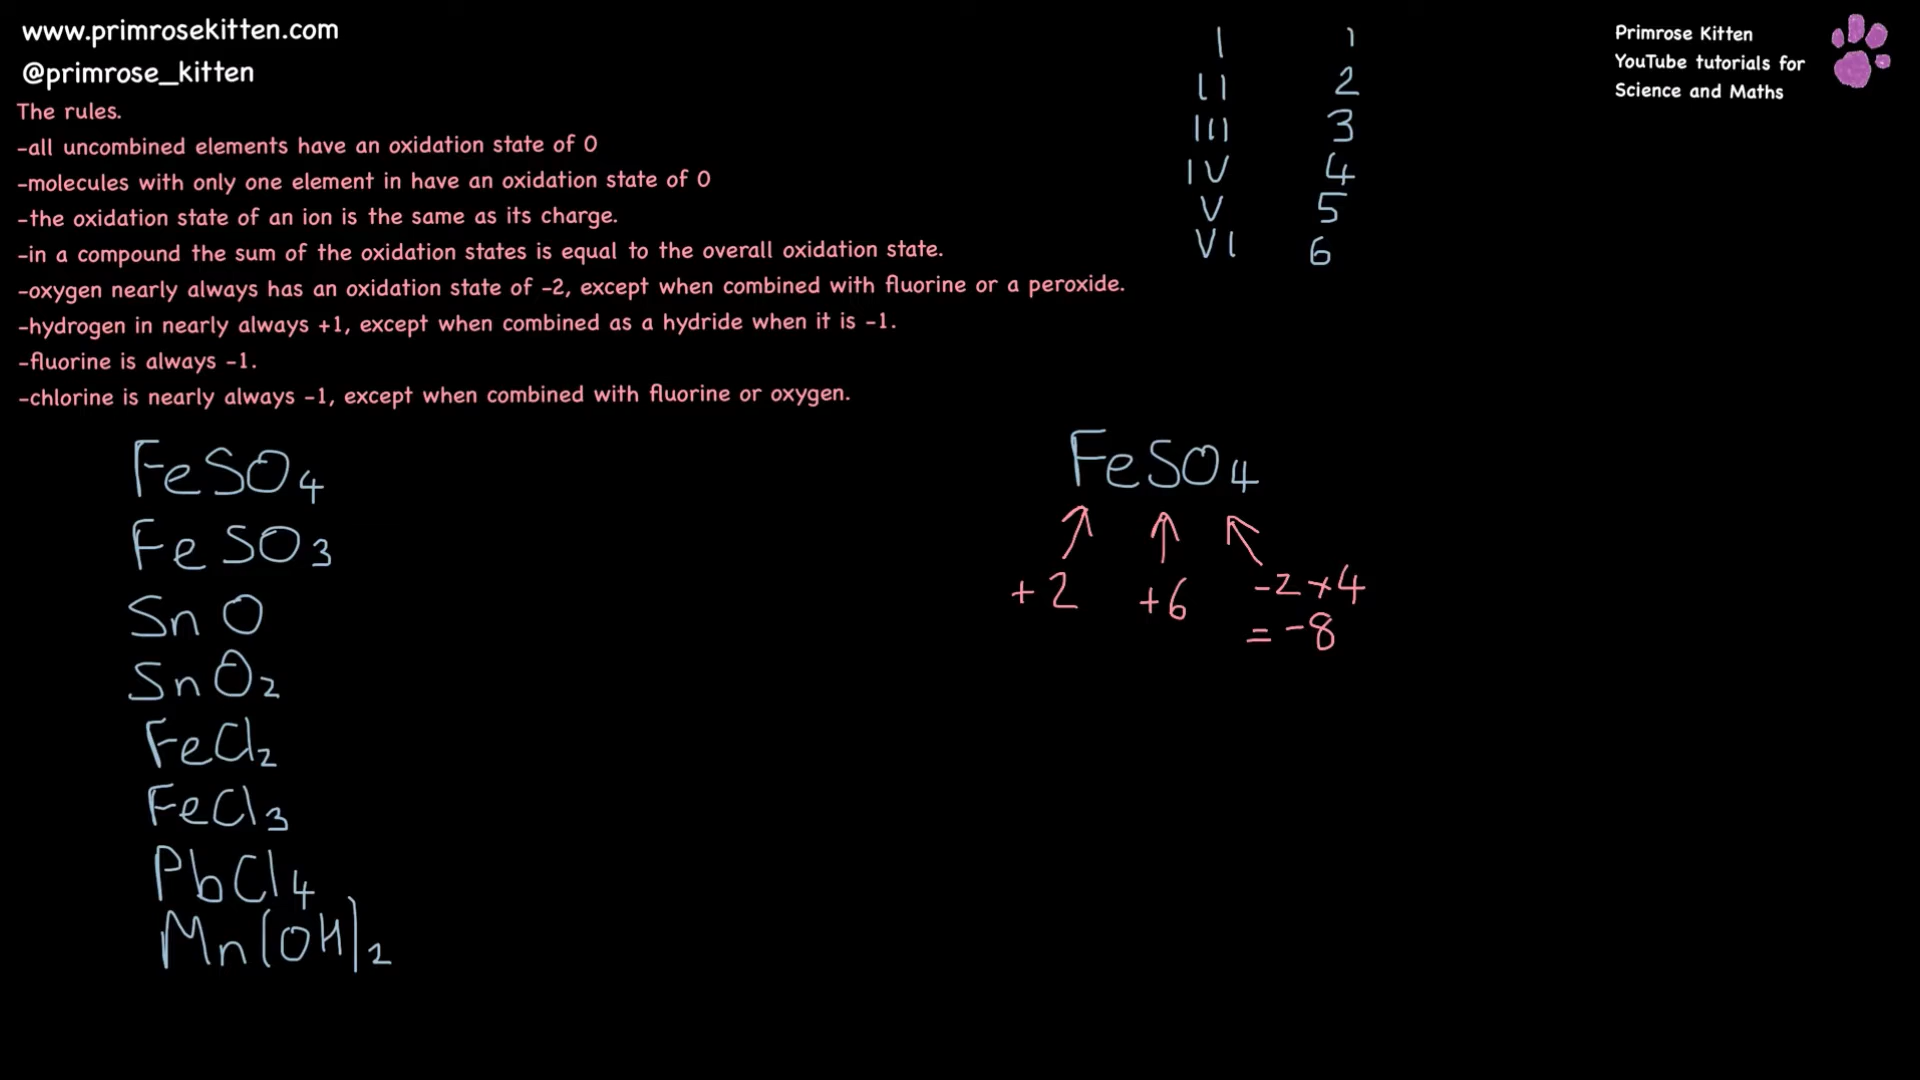 www.primrosekitten.com
@primrose_kitten
The rules.
-all uncombined elements have an oxidation state of 0
-molecules with only one element in have an oxidation state of 0
-the oxidation state of an ion is the same as its charge.
-in a compound the sum of the oxidation states is equal to the overall oxidation state.
-oxygen nearly always has an oxidation state of -2, except when combined with fluorine or a peroxide.
-hydrogen in nearly always +1, except when combined as a hydride when it is -1.
-fluorine is always -1.
-chlorine is nearly always -1, except when combined with fluorine or oxygen.
I 1
II 2
III 3
IV 4
V 5
VI 6
Primrose Kitten
YouTube tutorials for
Science and Maths
FeSO4
FeSO3
SnO
SnO2
FeCl2
FeCl3
PbCl4
Mn(OH)2
FeSO4
+2 +6 -2×4
= -8